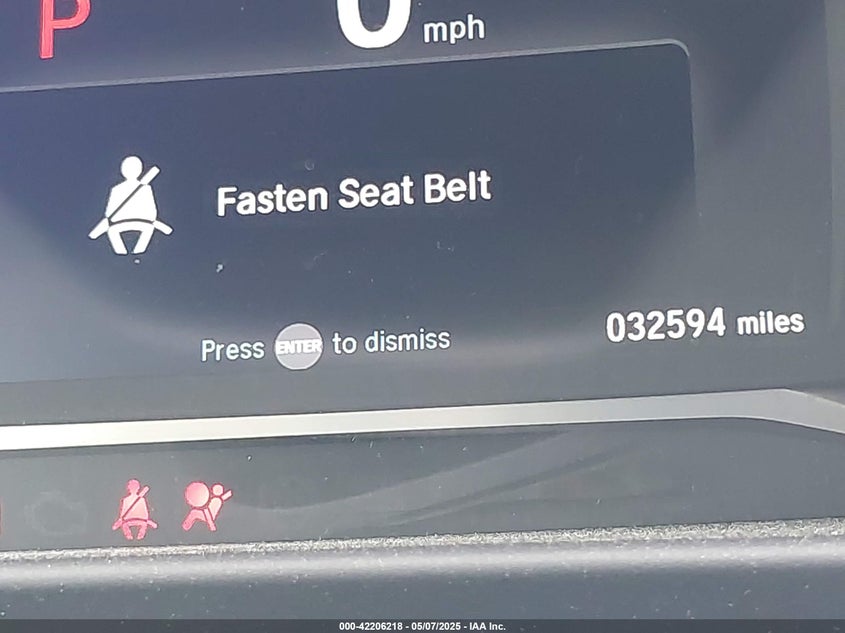 P
0 mph
Fasten Seat Belt
Press ENTER to dismiss
032594 miles
000-42206218 - 05/07/2025 - IAA Inc.